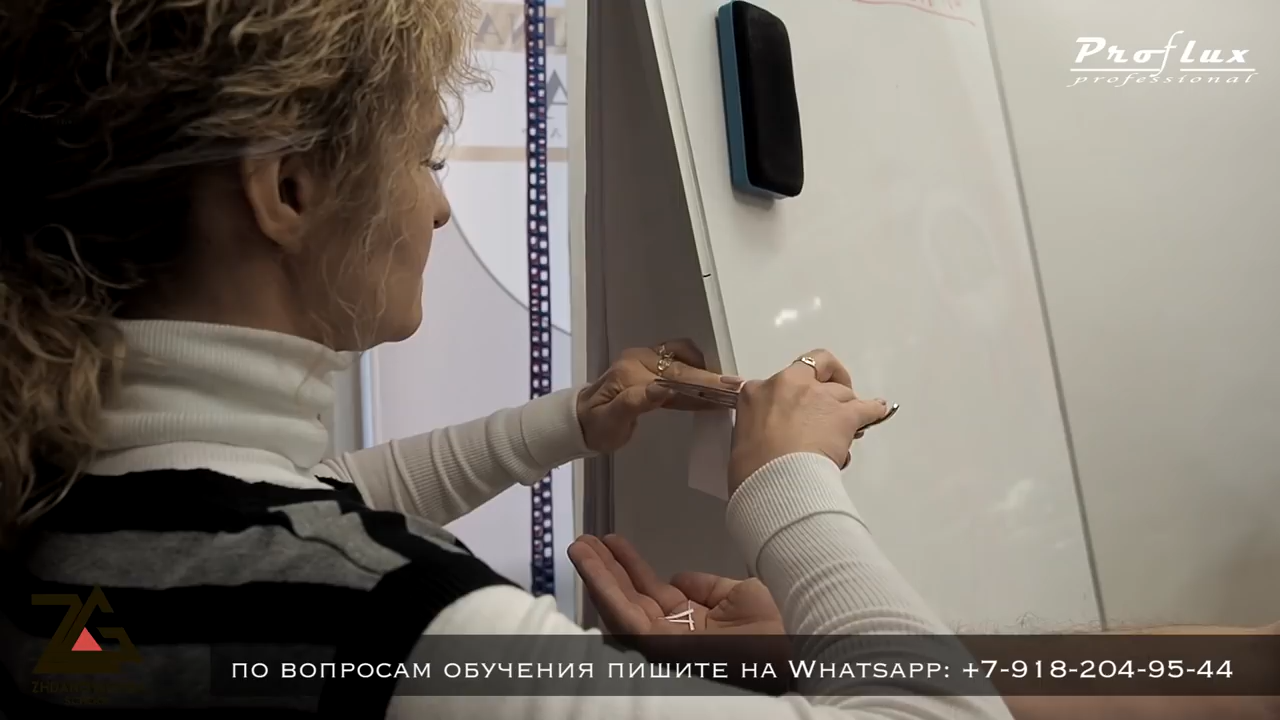 Proflux
professional
по вопросам обучения пишите на Whatsapp: +7-918-204-95-44